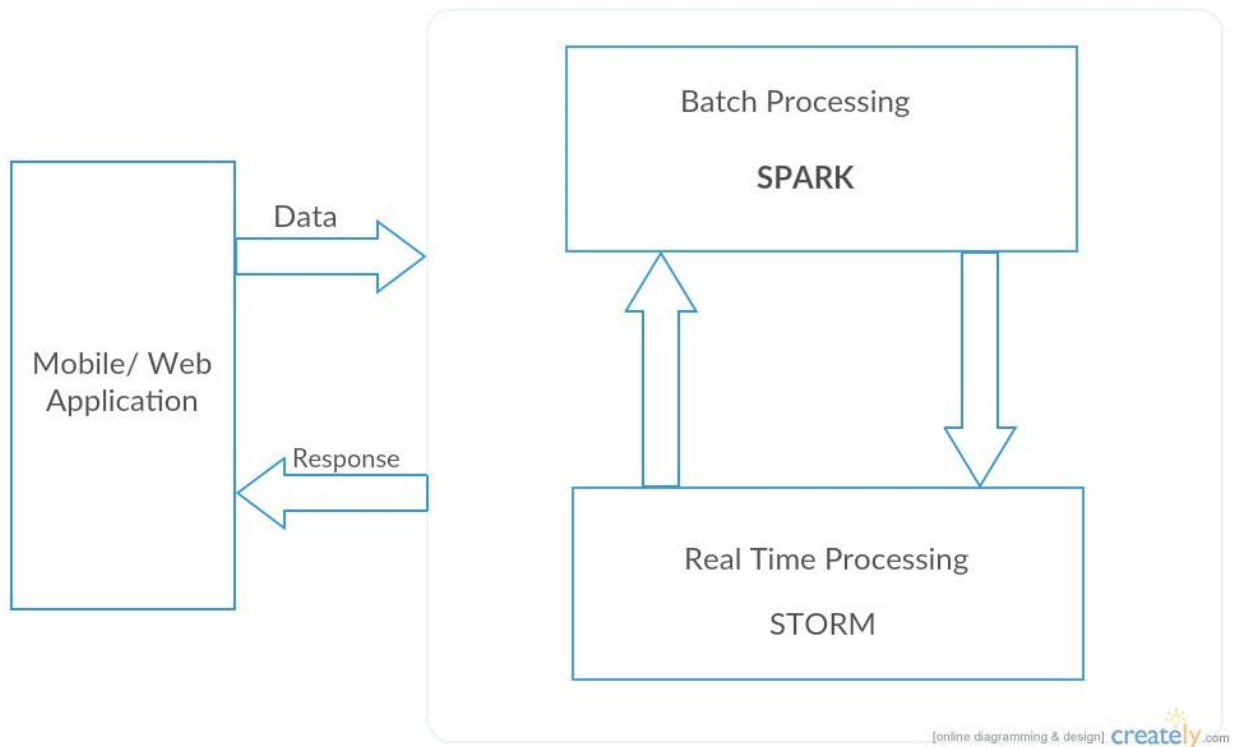 Batch Processing
SPARK
Data
Mobile/ Web
Application
Response
Real Time Processing
STORM
[online diagramming & design] creately.com